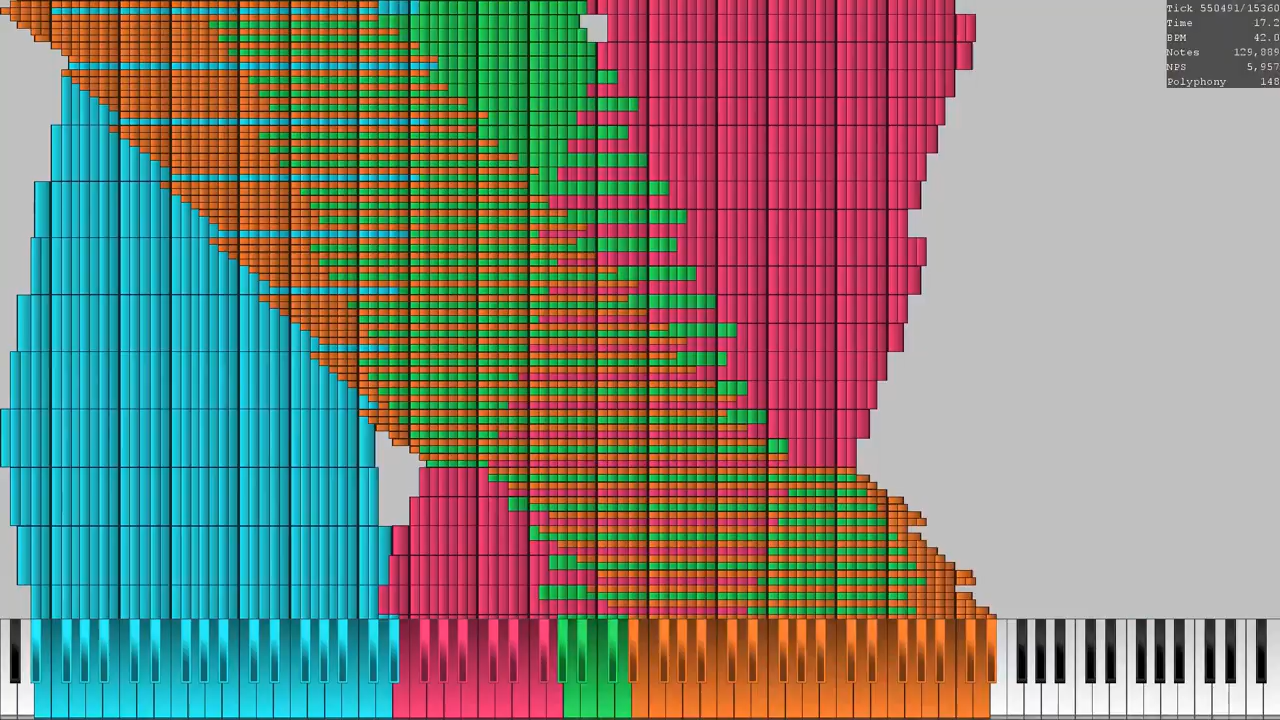 Tick 550491/15360
Time 17.2
BPM 42.0
Notes 129,889
NPS 5,957
Polyphony 148